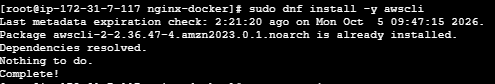 [root@ip-172-31-7-117 nginx-docker]# sudo dnf install -y awscli
Last metadata expiration check: 2:21:20 ago on Mon Oct  5 09:47:15 2026.
Package awscli-2-2.36.47-4.amzn2023.0.1.noarch is already installed.
Dependencies resolved.
Nothing to do.
Complete!